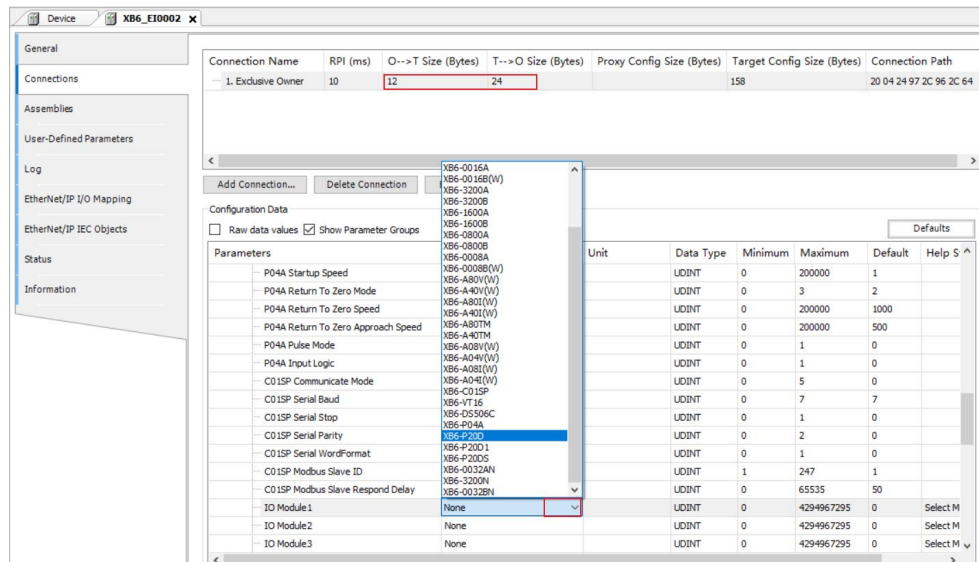 Device
XB6_EI0002
General
Connections
Assemblies
User-Defined Parameters
Log
EtherNet/IP I/O Mapping
EtherNet/IP IEC Objects
Status
Information
Connection Name RPI (ms) O-->T Size (Bytes) T-->O Size (Bytes) Proxy Config Size (Bytes) Target Config Size (Bytes) Connection Path
1. Exclusive Owner 10 12 24 158 20 04 24 97 2C 96 2C 64
Add Connection... Delete Connection
Configuration Data
Raw data values Show Parameter Groups Defaults
Parameters Unit Data Type Minimum Maximum Default Help S
P04A Startup Speed UDINT 0 200000 1
P04A Return To Zero Mode UDINT 0 3 2
P04A Return To Zero Speed UDINT 0 200000 1000
P04A Return To Zero Approach Speed UDINT 0 200000 500
P04A Pulse Mode UDINT 0 1 0
P04A Input Logic UDINT 0 1 0
C01SP Communicate Mode UDINT 0 5 0
C01SP Serial Baud UDINT 0 7 7
C01SP Serial Stop UDINT 0 1 0
C01SP Serial Parity UDINT 0 2 0
C01SP Serial WordFormat UDINT 0 1 0
C01SP Modbus Slave ID UDINT 1 247 1
C01SP Modbus Slave Respond Delay UDINT 0 65535 50
IO Module1 None UDINT 0 4294967295 0 Select M
IO Module2 None UDINT 0 4294967295 0 Select M
IO Module3 None UDINT 0 4294967295 0 Select M
XB6-0016A
XB6-0016B(W)
XB6-3200A
XB6-3200B
XB6-1600A
XB6-1600B
XB6-0800A
XB6-0800B
XB6-0008A
XB6-0008B(W)
XB6-A80V(W)
XB6-A40V(W)
XB6-A80I(W)
XB6-A40I(W)
XB6-A80TM
XB6-A40TM
XB6-A08V(W)
XB6-A04V(W)
XB6-A08I(W)
XB6-A04I(W)
XB6-C01SP
XB6-VT16
XB6-DS506C
XB6-P04A
XB6-P20D
XB6-P20D1
XB6-P20DS
XB6-0032AN
XB6-3200N
XB6-0032BN